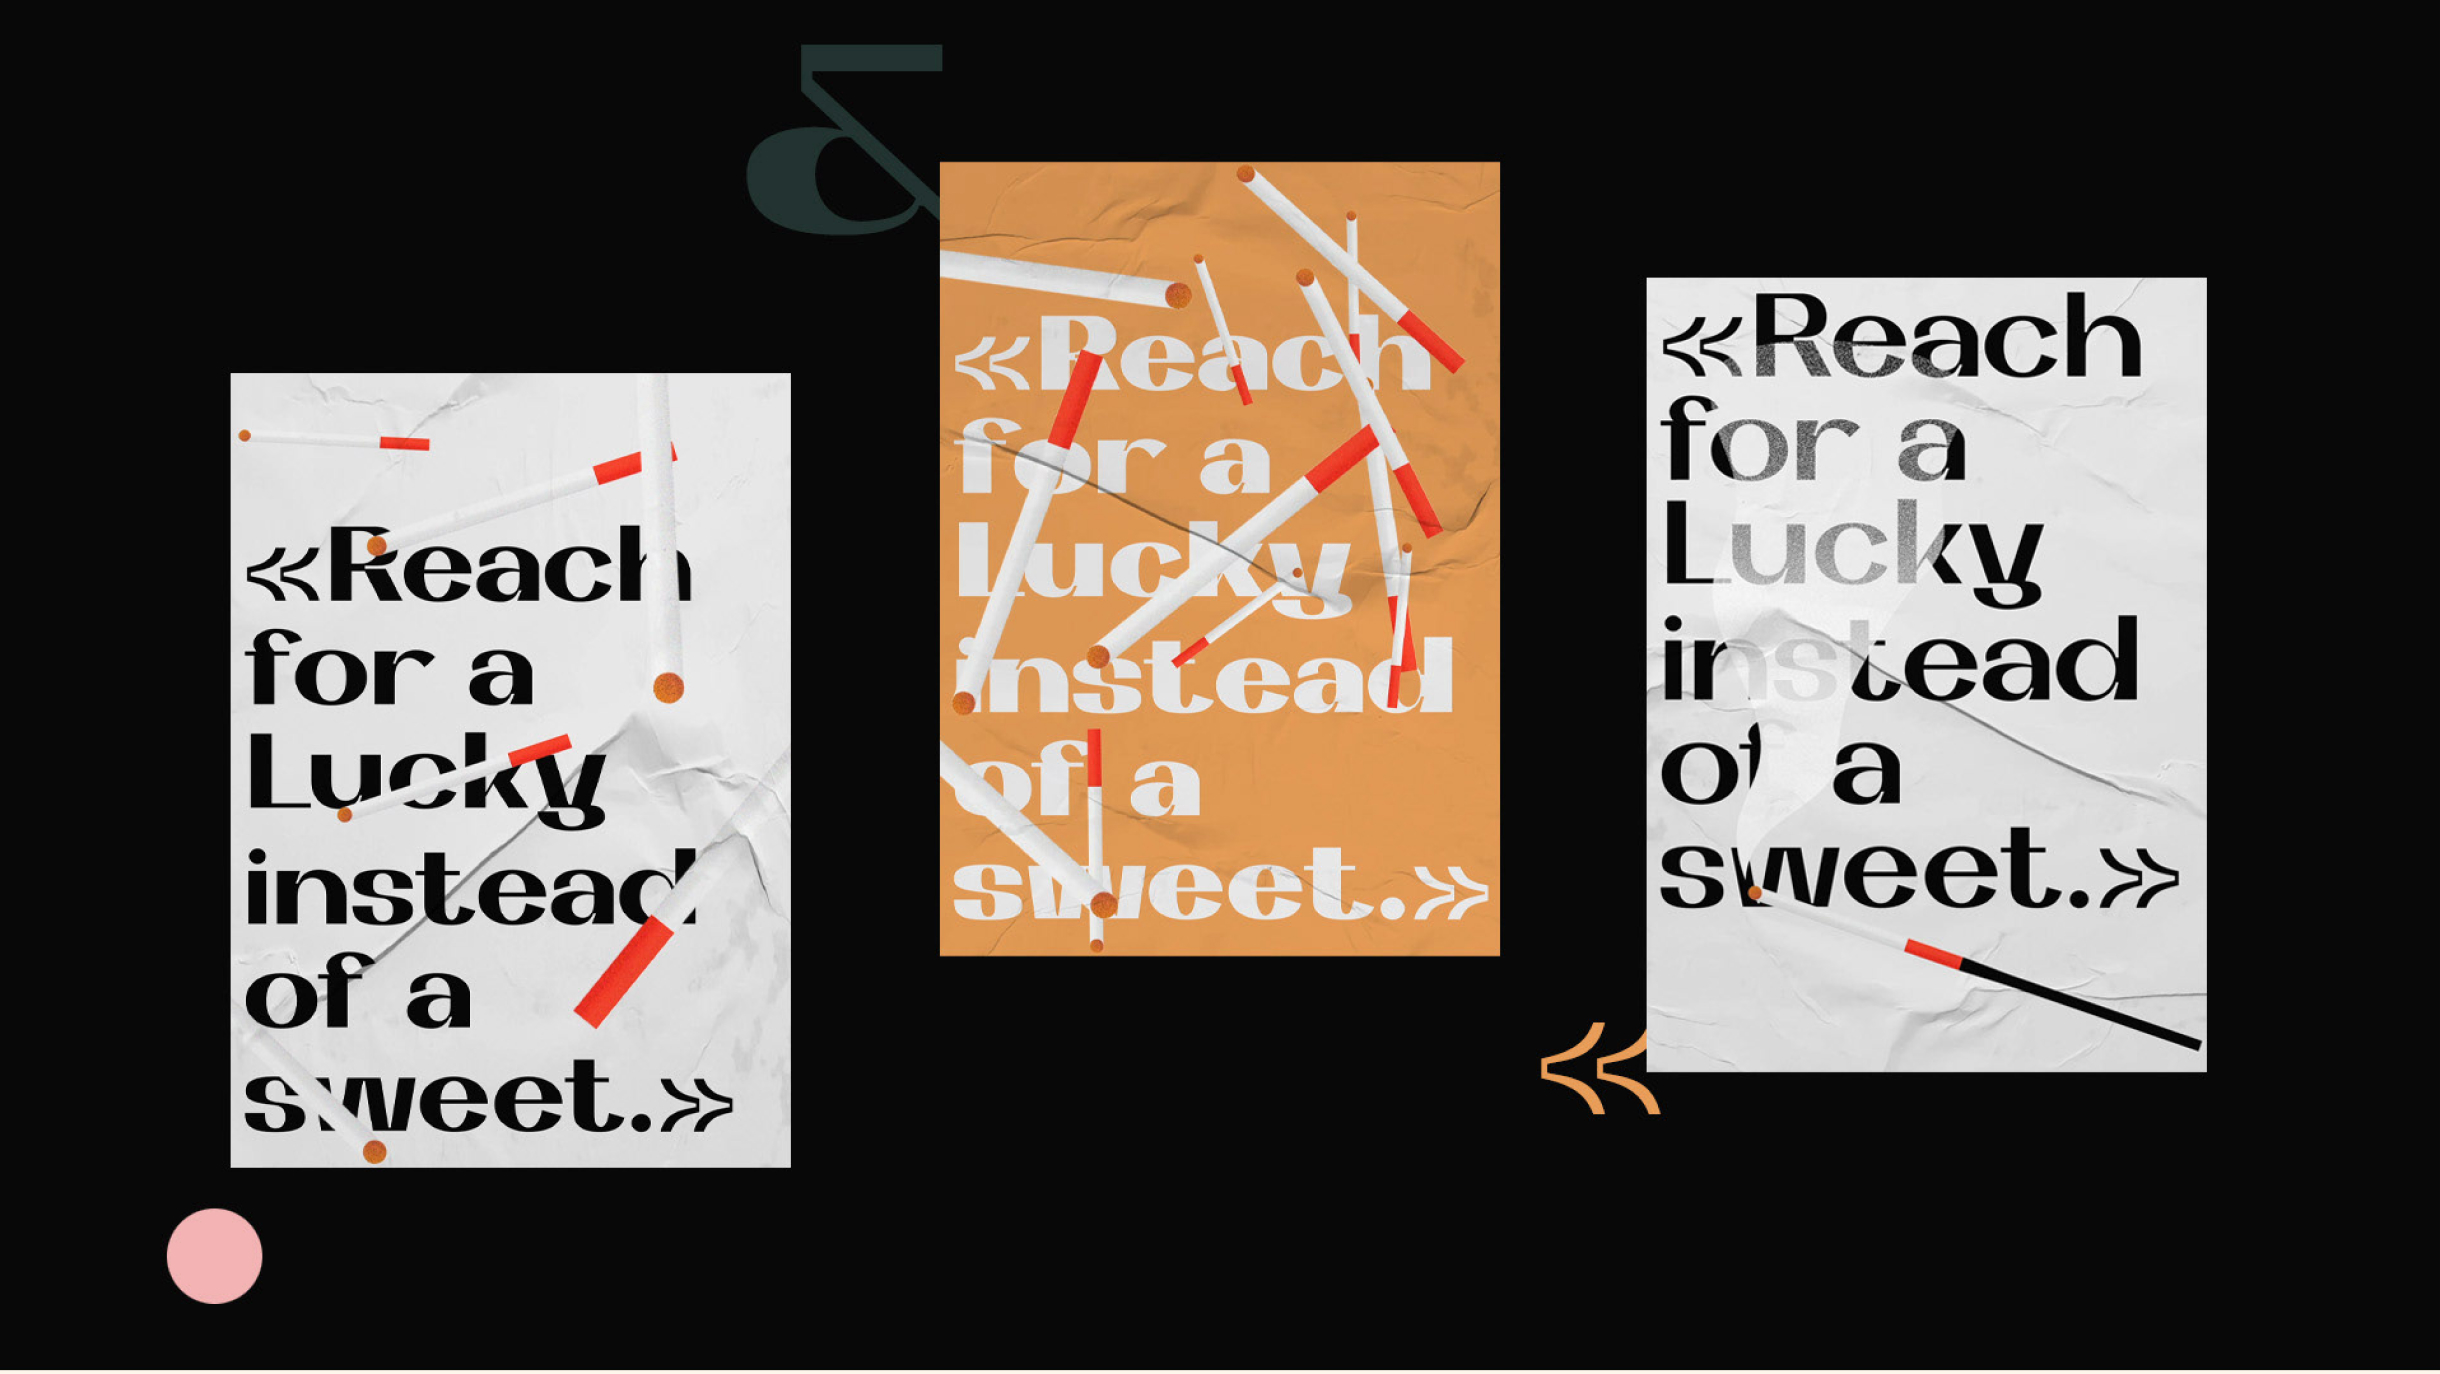 &
«Reach
for a
Lucky
instead
of a
sweet.»
«Reach
for a
Lucky
instead
of a
sweet.»
«Reach
for a
Lucky
instead
of a
sweet.»
«